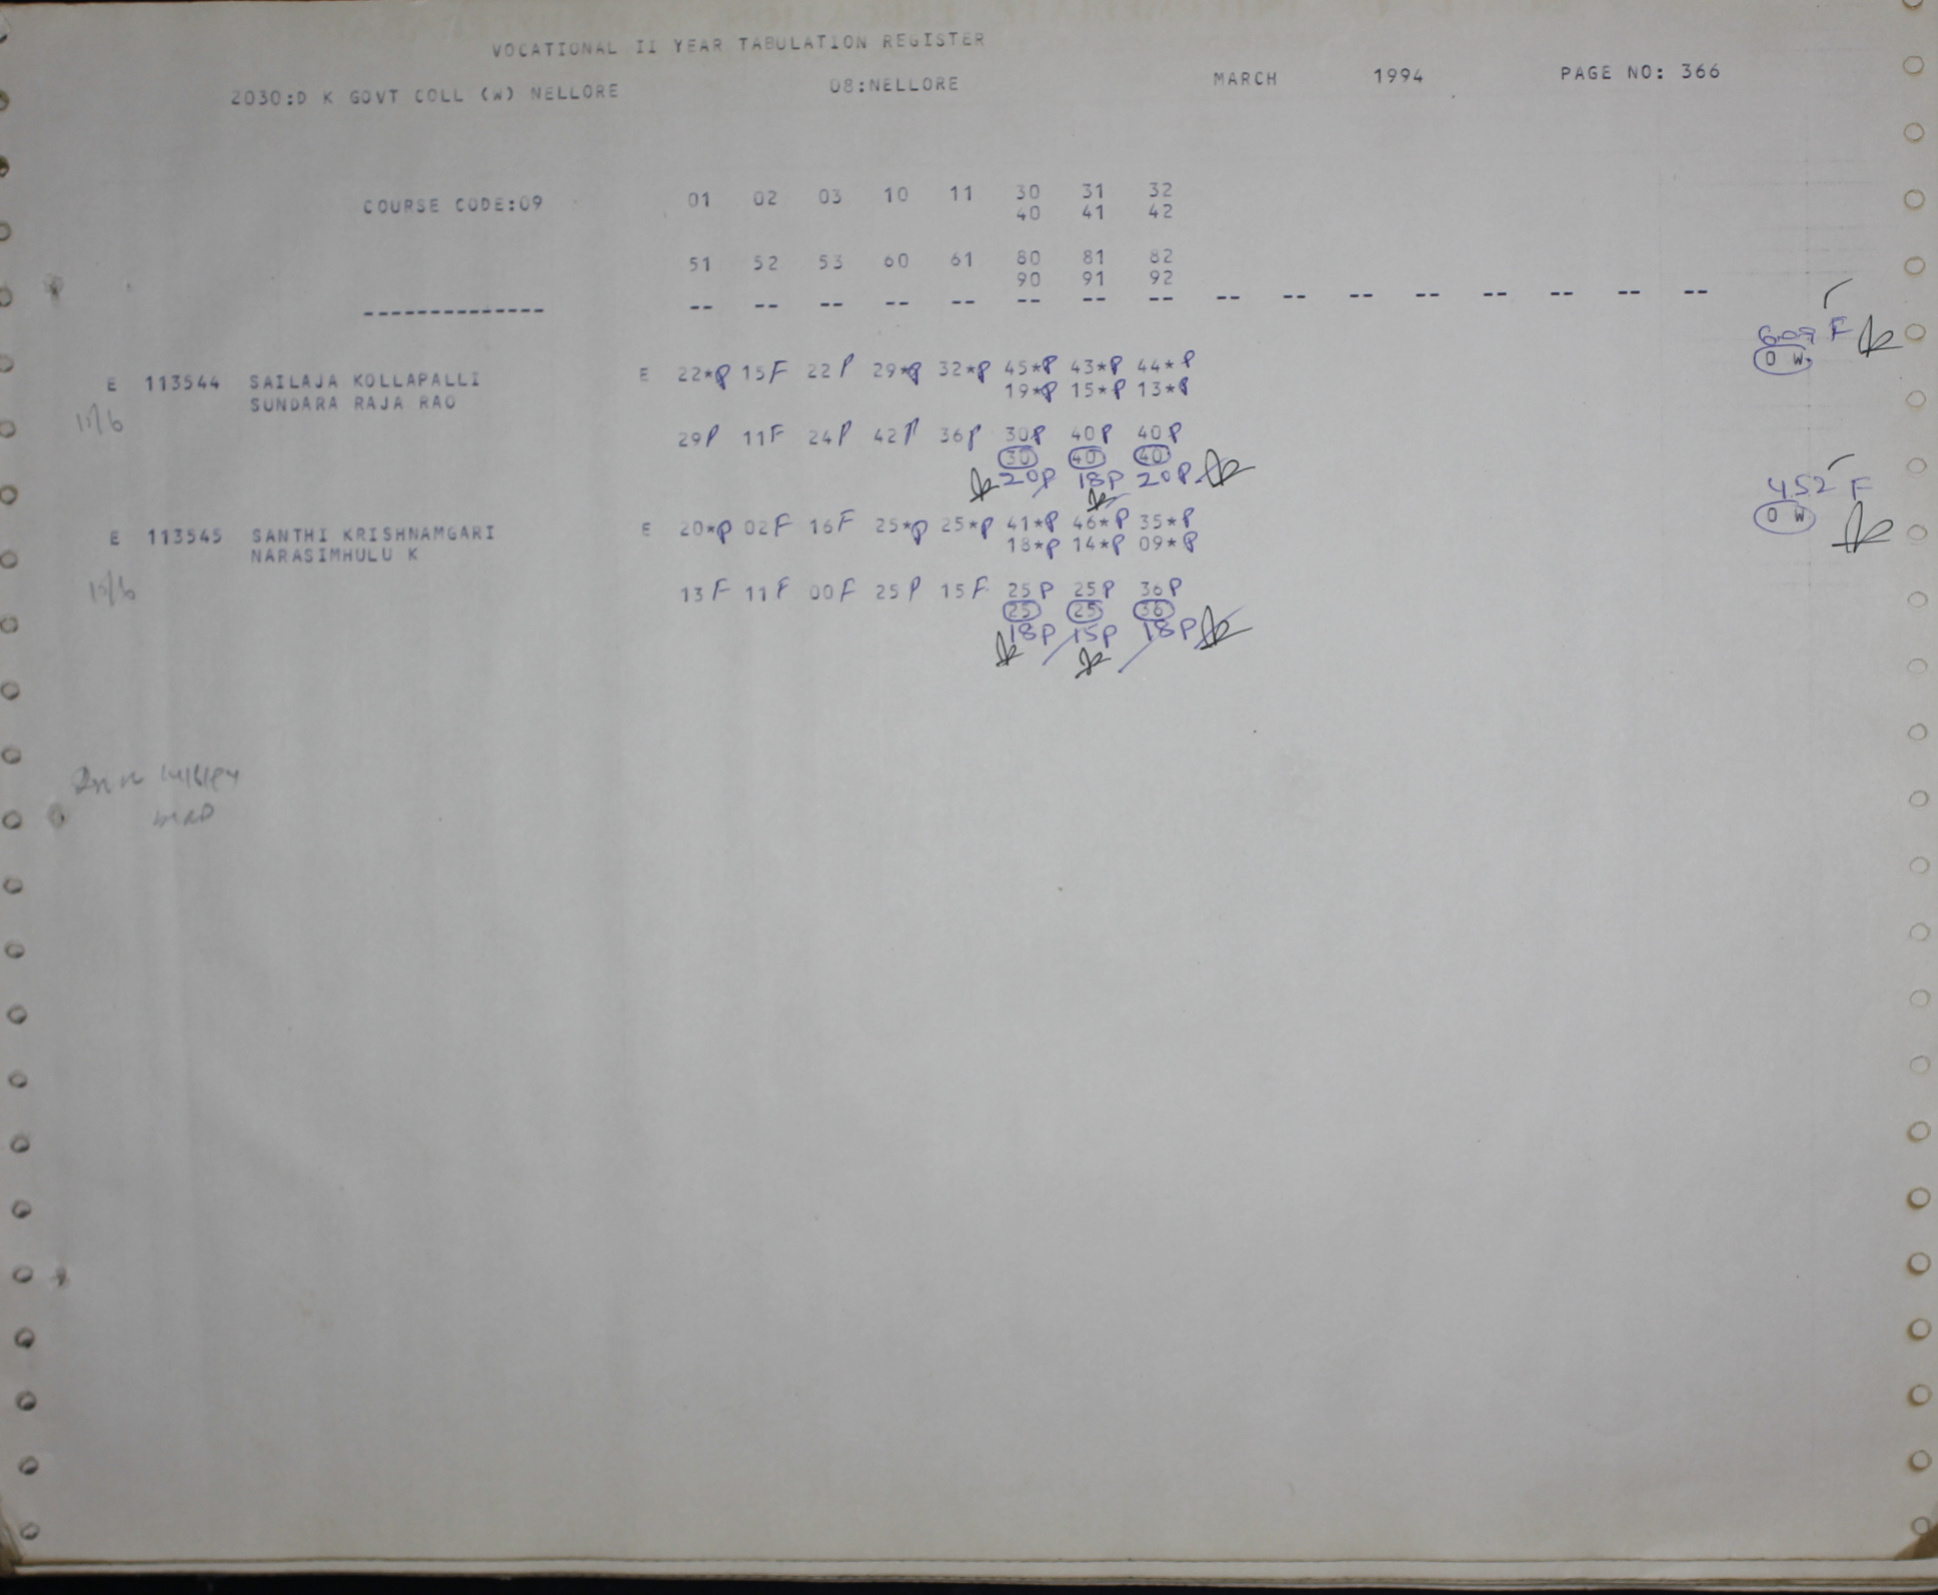 VOCATIONAL II YEAR TABULATION REGISTER
2030:D K GOVT COLL (W) NELLORE 08:NELLORE MARCH 1994 PAGE NO: 366
COURSE CODE:09 01 02 03 10 11 30 31 32
40 41 42
51 52 53 60 61 80 81 82
90 91 92
-------------- -- -- -- -- -- -- -- -- -- -- -- -- -- -- -- --
609 F
E 113544 SAILAJA KOLLAPALLI E 22*P 15F 22P 29*P 32*P 45*P 43*P 44*P O W
SUNDARA RAJA RAO 19*P 15*P 13*P
15/6
29P 11F 24P 42P 36P 30P 40P 40P
30 40 40
20P 18P 20P
452 F
E 113545 SANTHI KRISHNAMGARI E 20*P 02F 16F 25*P 25*P 41*P 46*P 35*P O W
NARASIMHULU K 18*P 14*P 09*P
15/6
13F 11F 00F 25P 15F 25P 25P 36P
25 25 36
18P 15P 18P